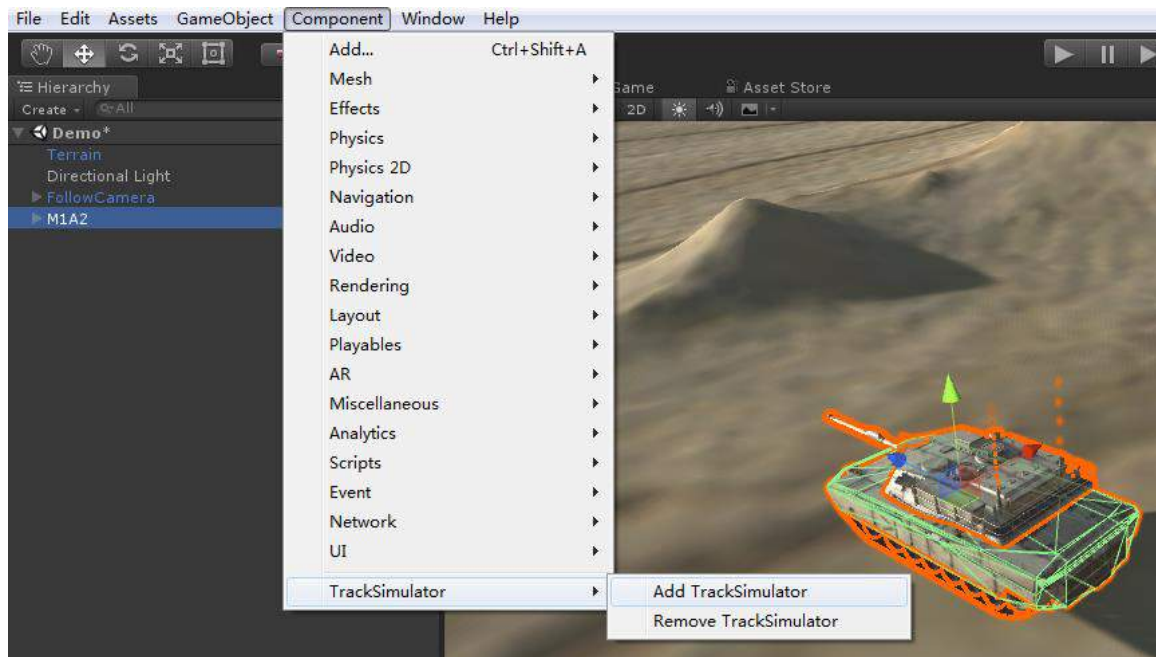 File Edit Assets GameObject Component Window Help
Add... Ctrl+Shift+A
Hierarchy
Mesh
Game
Asset Store
Create
All
Effects
2D
Demo*
Physics
Terrain
Physics 2D
Directional Light
FollowCamera
Navigation
M1A2
Audio
Video
Rendering
Layout
Playables
AR
Miscellaneous
Analytics
Scripts
Event
Network
UI
TrackSimulator
Add TrackSimulator
Remove TrackSimulator